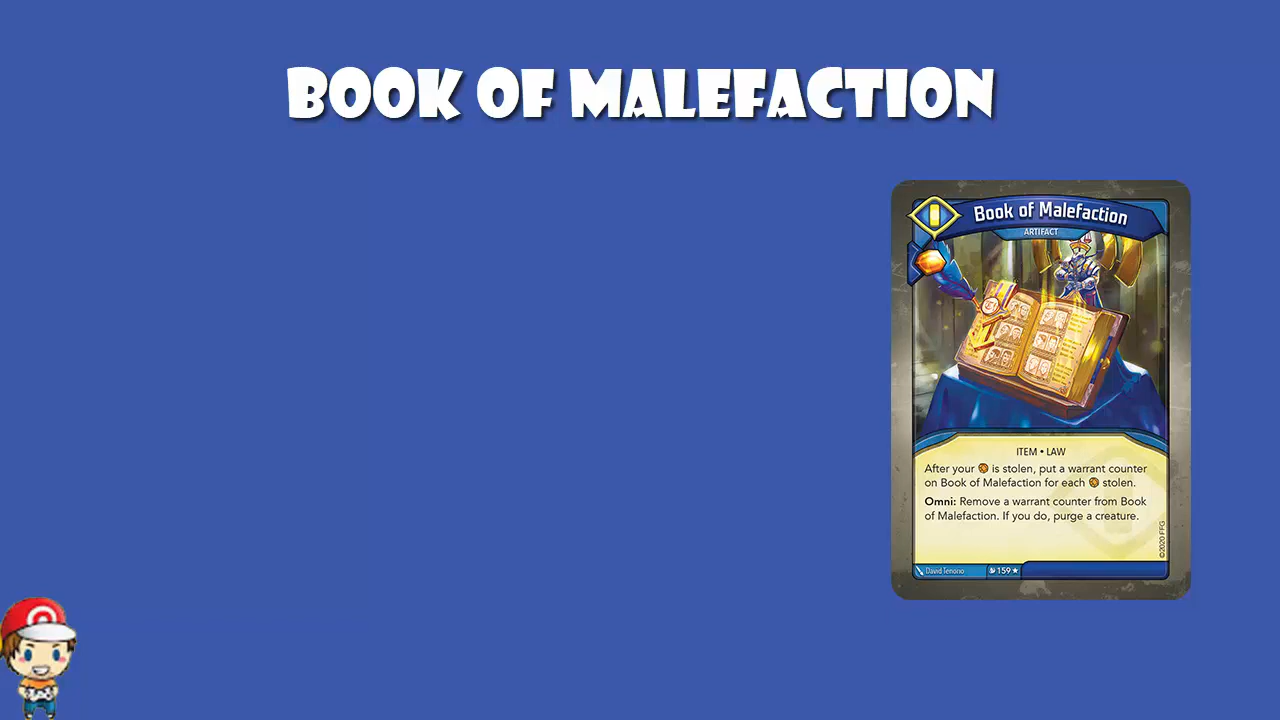 BOOK OF MALEFACTION
Book of Malefaction
ARTIFACT
ITEM • LAW
After your is stolen, put a warrant counter
on Book of Malefaction for each stolen.
Omni: Remove a warrant counter from Book
of Malefaction. If you do, purge a creature.
©2020 FFG
David Tenorio
159★